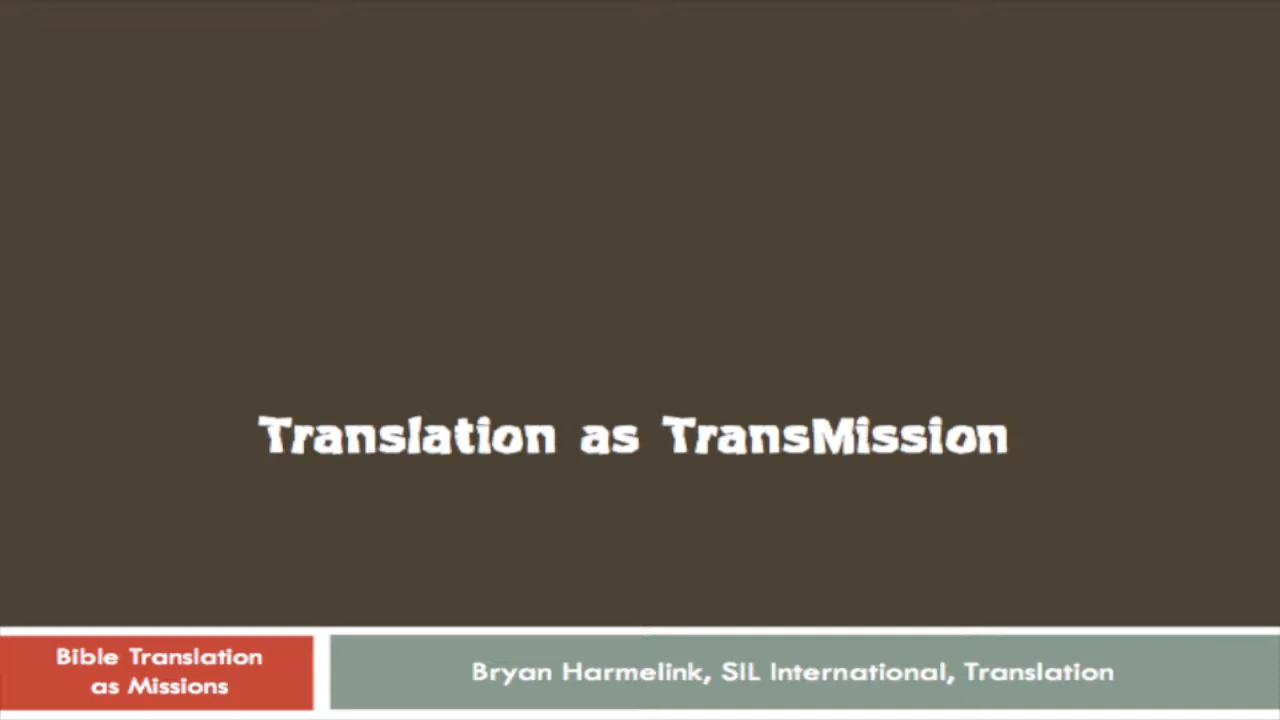 Translation as TransMission
Bible Translation
as Missions
Bryan Harmelink, SIL International, Translation